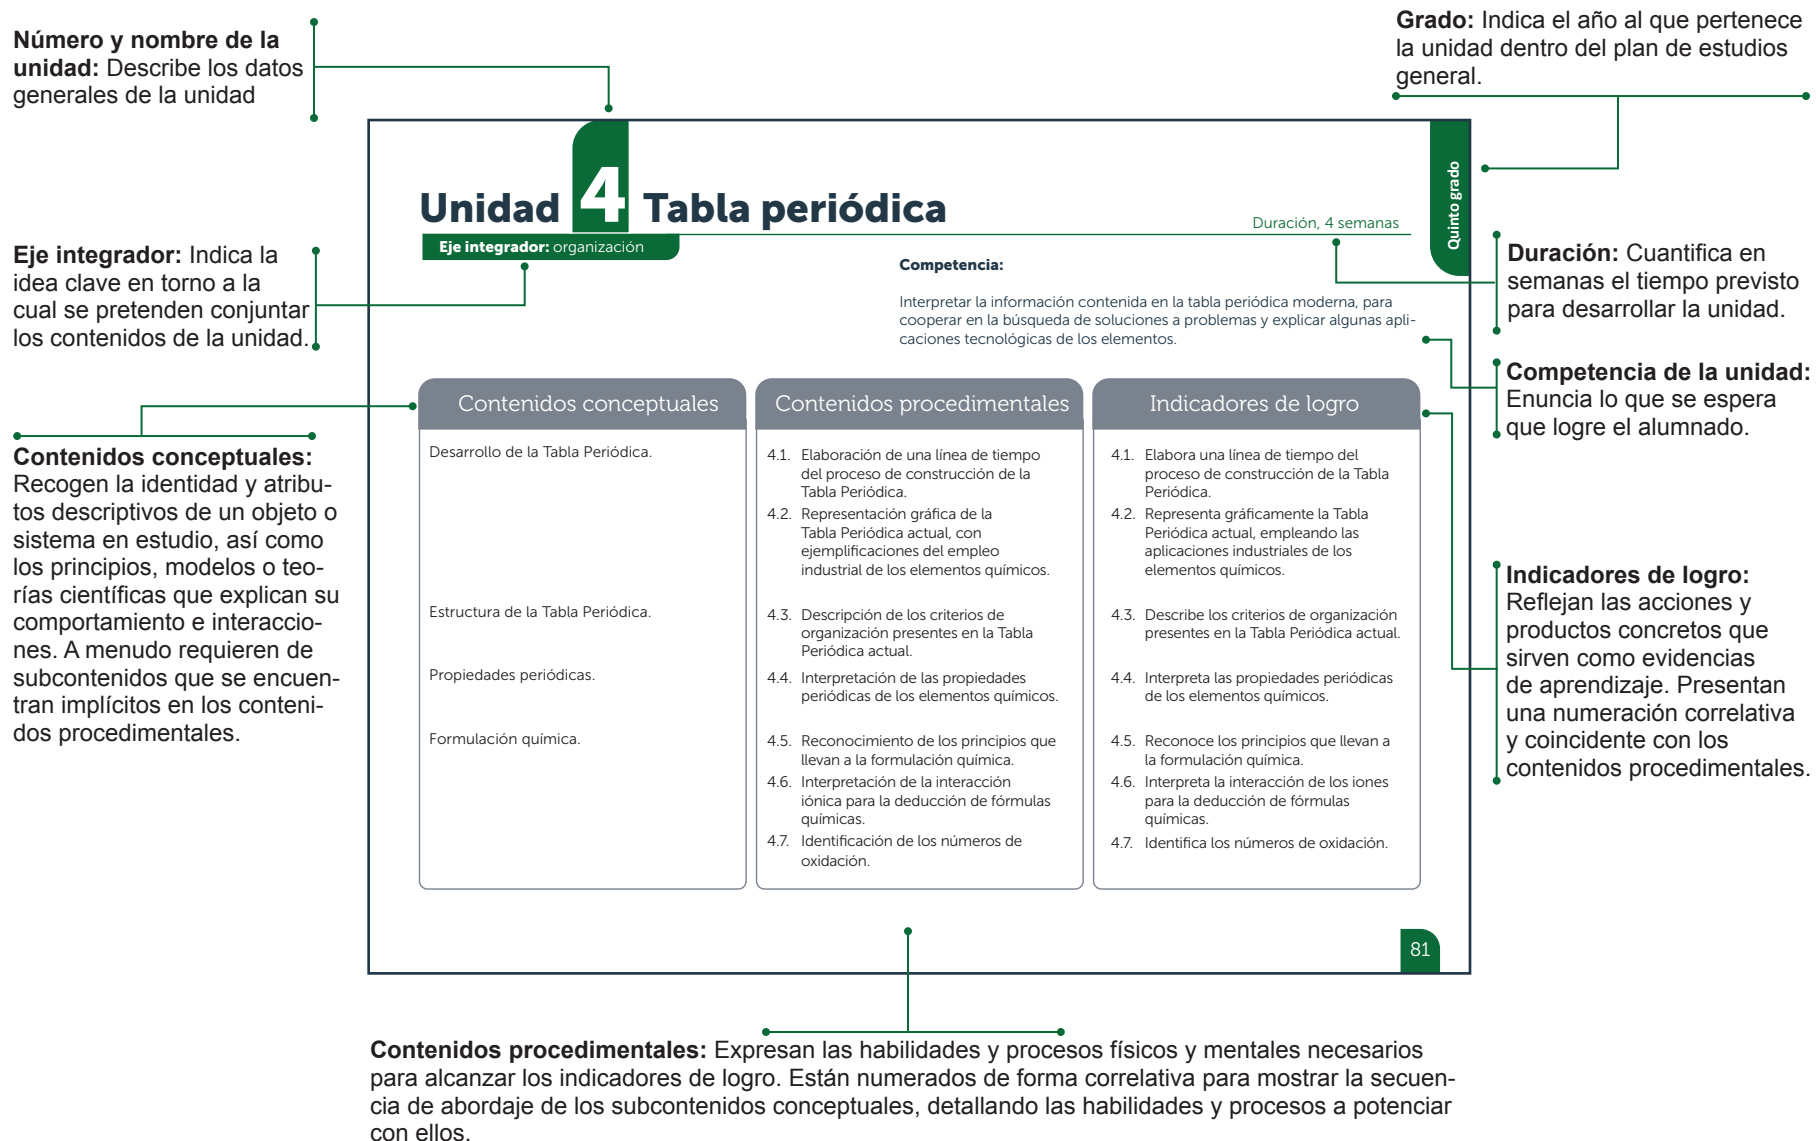 Número y nombre de la
unidad: Describe los datos
generales de la unidad
Grado: Indica el año al que pertenece
la unidad dentro del plan de estudios
general.
Unidad 4 Tabla periódica
Duración, 4 semanas
Quinto grado
Eje integrador: organización
Eje integrador: Indica la
idea clave en torno a la
cual se pretenden conjuntar
los contenidos de la unidad.
Competencia:
Interpretar la información contenida en la tabla periódica moderna, para
cooperar en la búsqueda de soluciones a problemas y explicar algunas apli-
caciones tecnológicas de los elementos.
Duración: Cuantifica en
semanas el tiempo previsto
para desarrollar la unidad.
Competencia de la unidad:
Enuncia lo que se espera
que logre el alumnado.
Contenidos conceptuales:
Recogen la identidad y atribu-
tos descriptivos de un objeto o
sistema en estudio, así como
los principios, modelos o teo-
rías científicas que explican su
comportamiento e interaccio-
nes. A menudo requieren de
subcontenidos que se encuen-
tran implícitos en los conteni-
dos procedimentales.
Contenidos conceptuales
Desarrollo de la Tabla Periódica.
Estructura de la Tabla Periódica.
Propiedades periódicas.
Formulación química.
Contenidos procedimentales
4.1. Elaboración de una línea de tiempo
del proceso de construcción de la
Tabla Periódica.
4.2. Representación gráfica de la
Tabla Periódica actual, con
ejemplificaciones del empleo
industrial de los elementos químicos.
4.3. Descripción de los criterios de
organización presentes en la Tabla
Periódica actual.
4.4. Interpretación de las propiedades
periódicas de los elementos químicos.
4.5. Reconocimiento de los principios que
llevan a la formulación química.
4.6. Interpretación de la interacción
iónica para la deducción de fórmulas
químicas.
4.7. Identificación de los números de
oxidación.
Indicadores de logro
4.1. Elabora una línea de tiempo del
proceso de construcción de la Tabla
Periódica.
4.2. Representa gráficamente la Tabla
Periódica actual, empleando las
aplicaciones industriales de los
elementos químicos.
4.3. Describe los criterios de organización
presentes en la Tabla Periódica actual.
4.4. Interpreta las propiedades periódicas
de los elementos químicos.
4.5. Reconoce los principios que llevan a
la formulación química.
4.6. Interpreta la interacción de los iones
para la deducción de fórmulas
químicas.
4.7. Identifica los números de oxidación.
Indicadores de logro:
Reflejan las acciones y
productos concretos que
sirven como evidencias
de aprendizaje. Presentan
una numeración correlativa
y coincidente con los
contenidos procedimentales.
81
Contenidos procedimentales: Expresan las habilidades y procesos físicos y mentales necesarios
para alcanzar los indicadores de logro. Están numerados de forma correlativa para mostrar la secuen-
cia de abordaje de los subcontenidos conceptuales, detallando las habilidades y procesos a potenciar
con ellos.